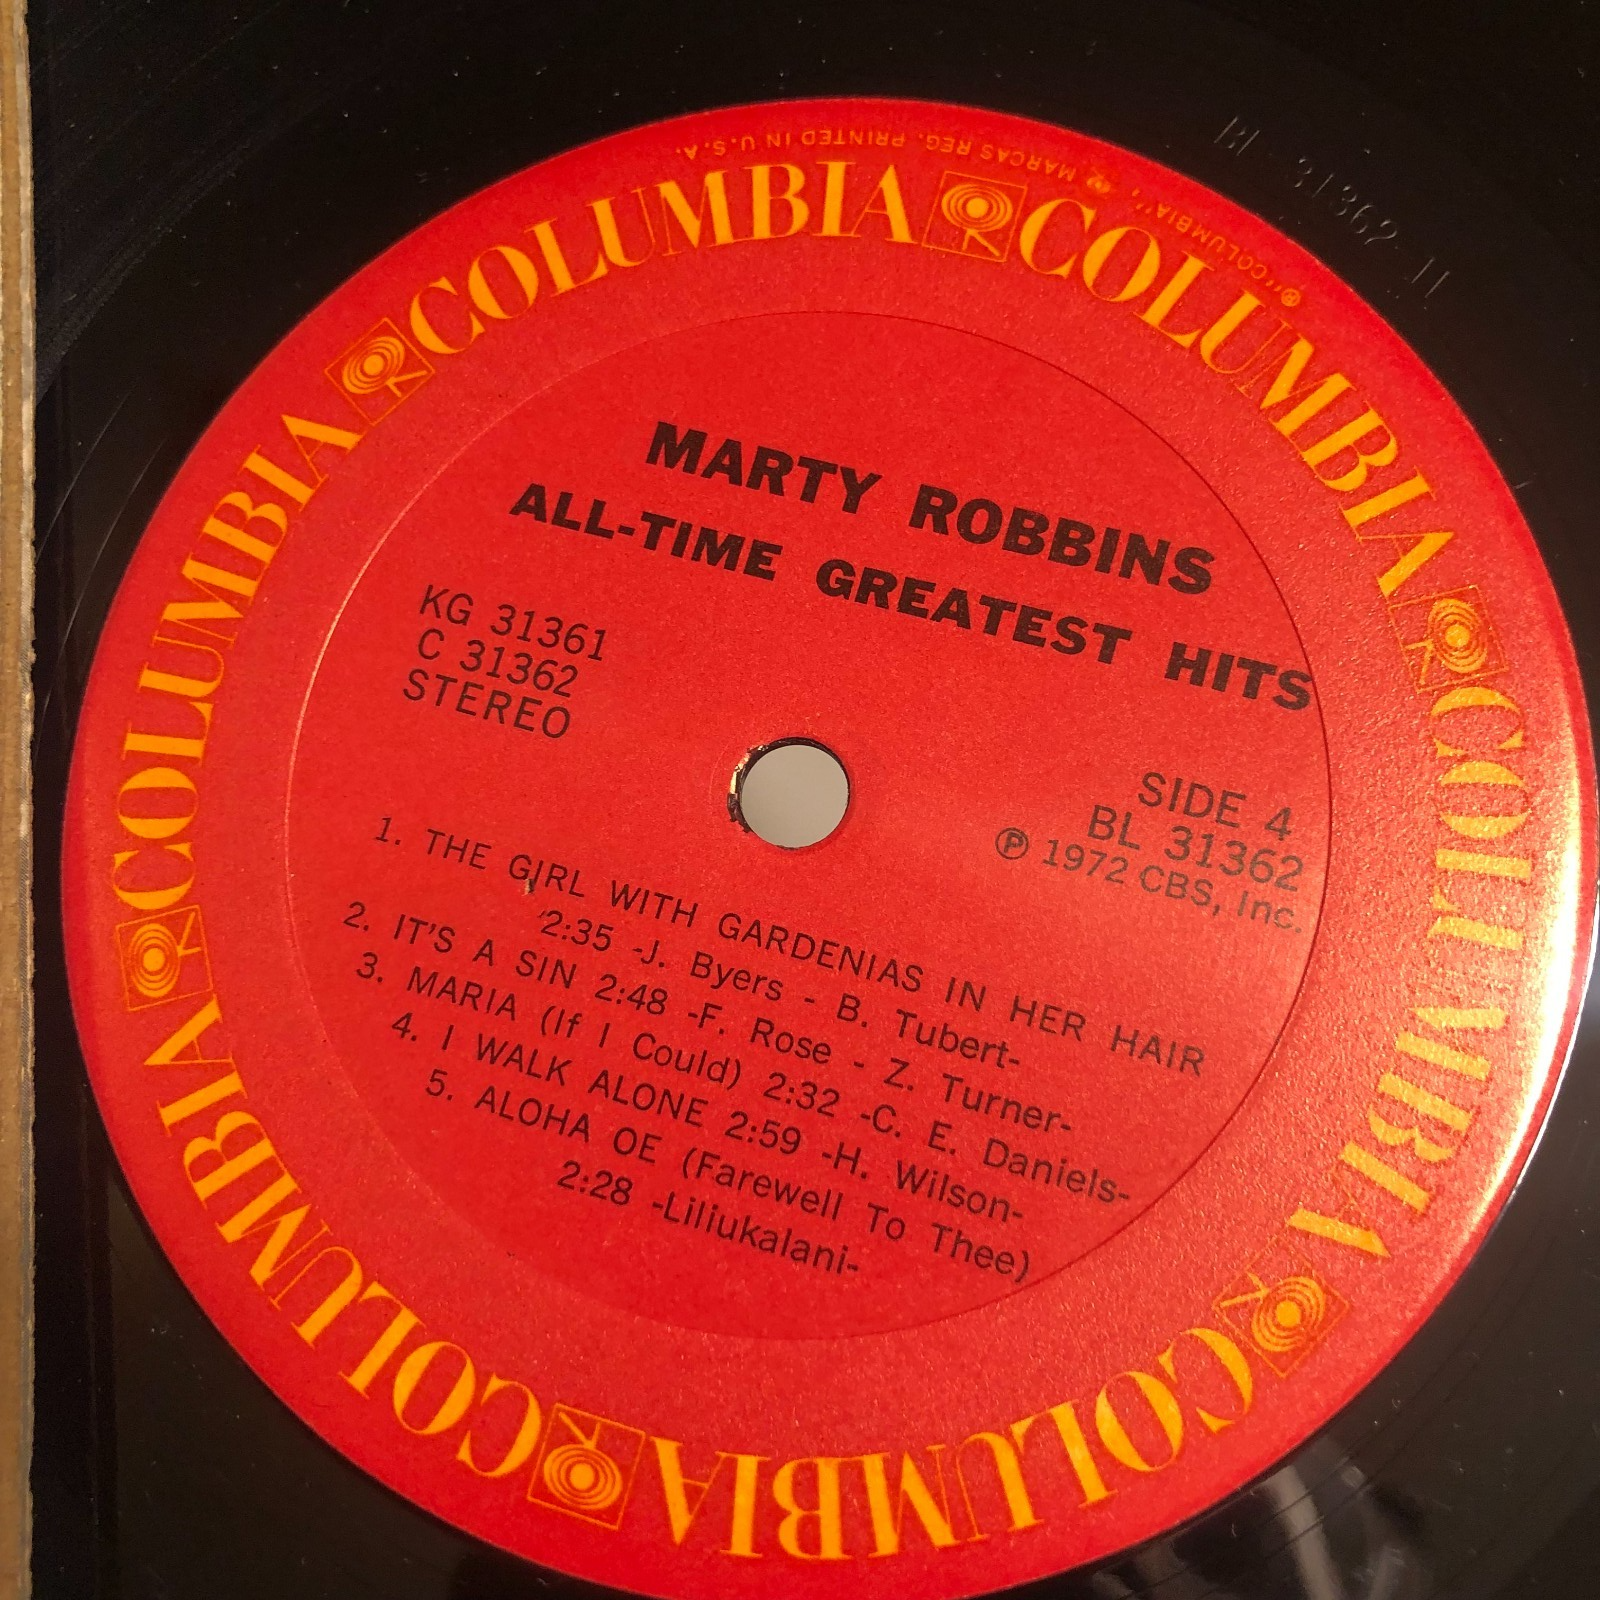 BL 31362 11
® "COLUMBIA", MARCAS REG. PRINTED IN U.S.A.
COLUMBIA COLUMBIA COLUMBIA COLUMBIA COLUMBIA COLUMBIA
MARTY ROBBINS
ALL-TIME GREATEST HITS
KG 31361
C 31362
STEREO
SIDE 4
BL 31362
Ⓟ 1972 CBS, Inc.
1. THE GIRL WITH GARDENIAS IN HER HAIR
2:35 -J. Byers - B. Tubert-
2. IT'S A SIN 2:48 -F. Rose - Z. Turner-
3. MARIA (If I Could) 2:32 -C. E. Daniels-
4. I WALK ALONE 2:59 -H. Wilson-
5. ALOHA OE (Farewell To Thee)
2:28 -Liliukalani-